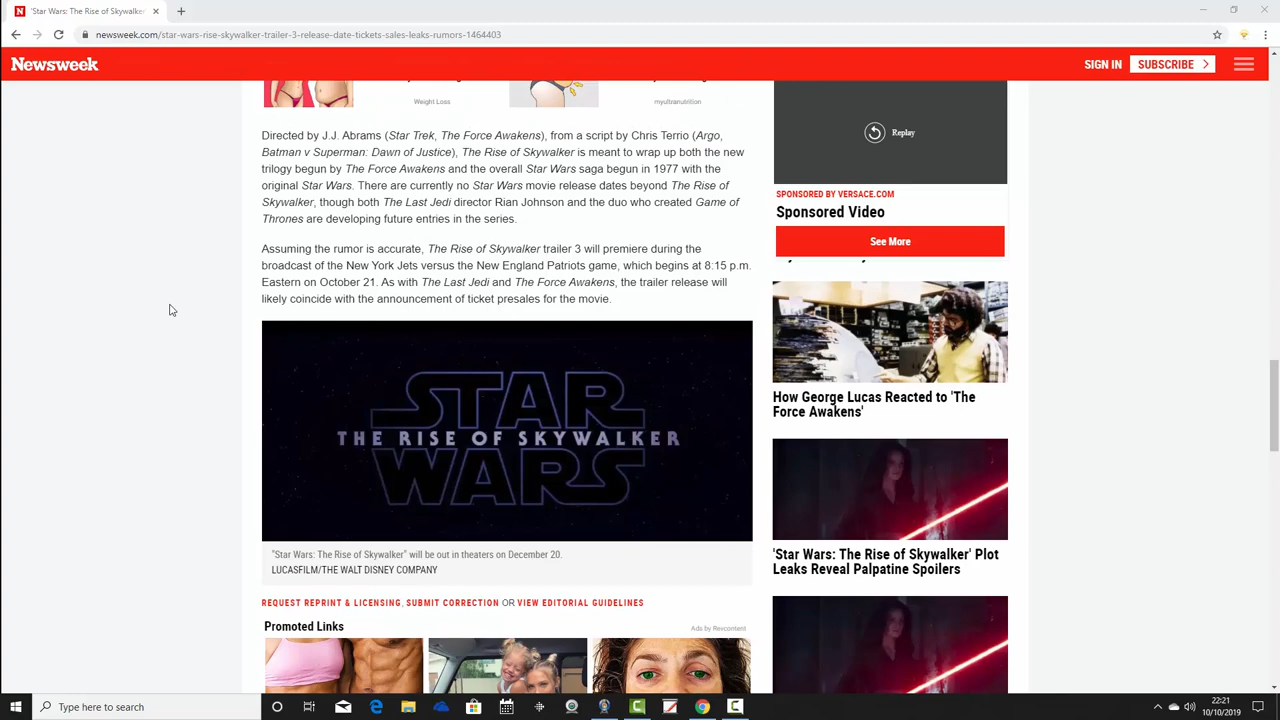 'Star Wars: The Rise of Skywalker
newsweek.com/star-wars-rise-skywalker-trailer-3-release-date-tickets-sales-leaks-rumors-1464403
Newsweek
SIGN IN
SUBSCRIBE
Weight Loss
myultranutrition
Directed by J.J. Abrams (Star Trek, The Force Awakens), from a script by Chris Terrio (Argo,
Batman v Superman: Dawn of Justice), The Rise of Skywalker is meant to wrap up both the new
trilogy begun by The Force Awakens and the overall Star Wars saga begun in 1977 with the
original Star Wars. There are currently no Star Wars movie release dates beyond The Rise of
Skywalker, though both The Last Jedi director Rian Johnson and the duo who created Game of
Thrones are developing future entries in the series.
Assuming the rumor is accurate, The Rise of Skywalker trailer 3 will premiere during the
broadcast of the New York Jets versus the New England Patriots game, which begins at 8:15 p.m.
Eastern on October 21. As with The Last Jedi and The Force Awakens, the trailer release will
likely coincide with the announcement of ticket presales for the movie.
STAR
THE RISE OF SKYWALKER
WARS
"Star Wars: The Rise of Skywalker" will be out in theaters on December 20.
LUCASFILM/THE WALT DISNEY COMPANY
REQUEST REPRINT & LICENSING, SUBMIT CORRECTION OR VIEW EDITORIAL GUIDELINES
Promoted Links
Ads by Revcontent
Replay
SPONSORED BY VERSACE.COM
Sponsored Video
See More
How George Lucas Reacted to 'The
Force Awakens'
'Star Wars: The Rise of Skywalker' Plot
Leaks Reveal Palpatine Spoilers
Type here to search
22:21
10/10/2019